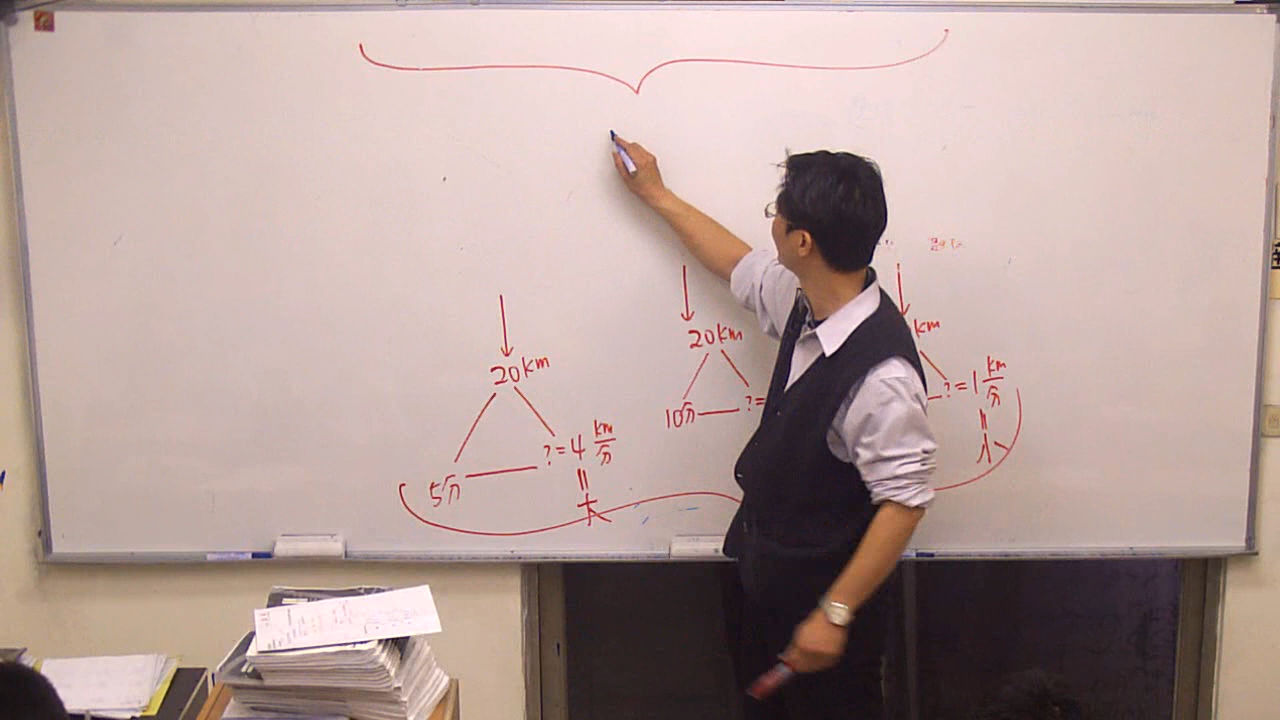 20km
5分
?=4 km/分
=
大
20km
10分
?=
km
?=1 km/分
=
小